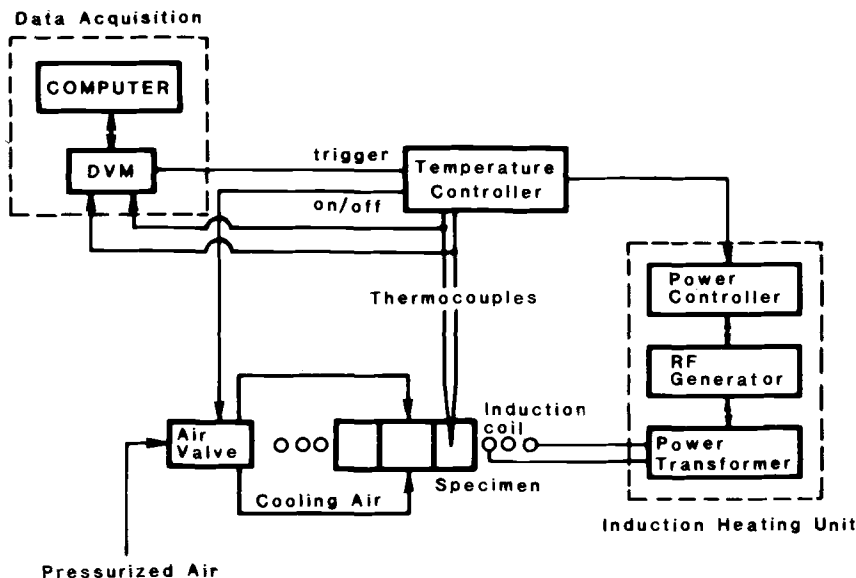 Data Acquisition
COMPUTER
DVM
trigger
on/off
Temperature
Controller
Thermocouples
Power
Controller
RF
Generator
Power
Transformer
Induction Heating Unit
Induction
coil
Air
Valve
Cooling Air
Specimen
Pressurized Air